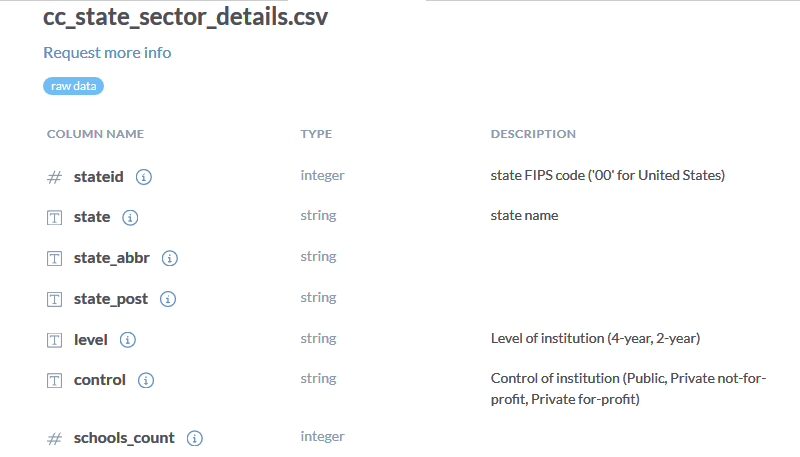 cc_state_sector_details.csv
Request more info
raw data
COLUMN NAME TYPE DESCRIPTION
# stateid integer state FIPS code ('00' for United States)
T state string state name
T state_abbr string
T state_post string
T level string Level of institution (4-year, 2-year)
T control string Control of institution (Public, Private not-for-
profit, Private for-profit)
# schools_count integer